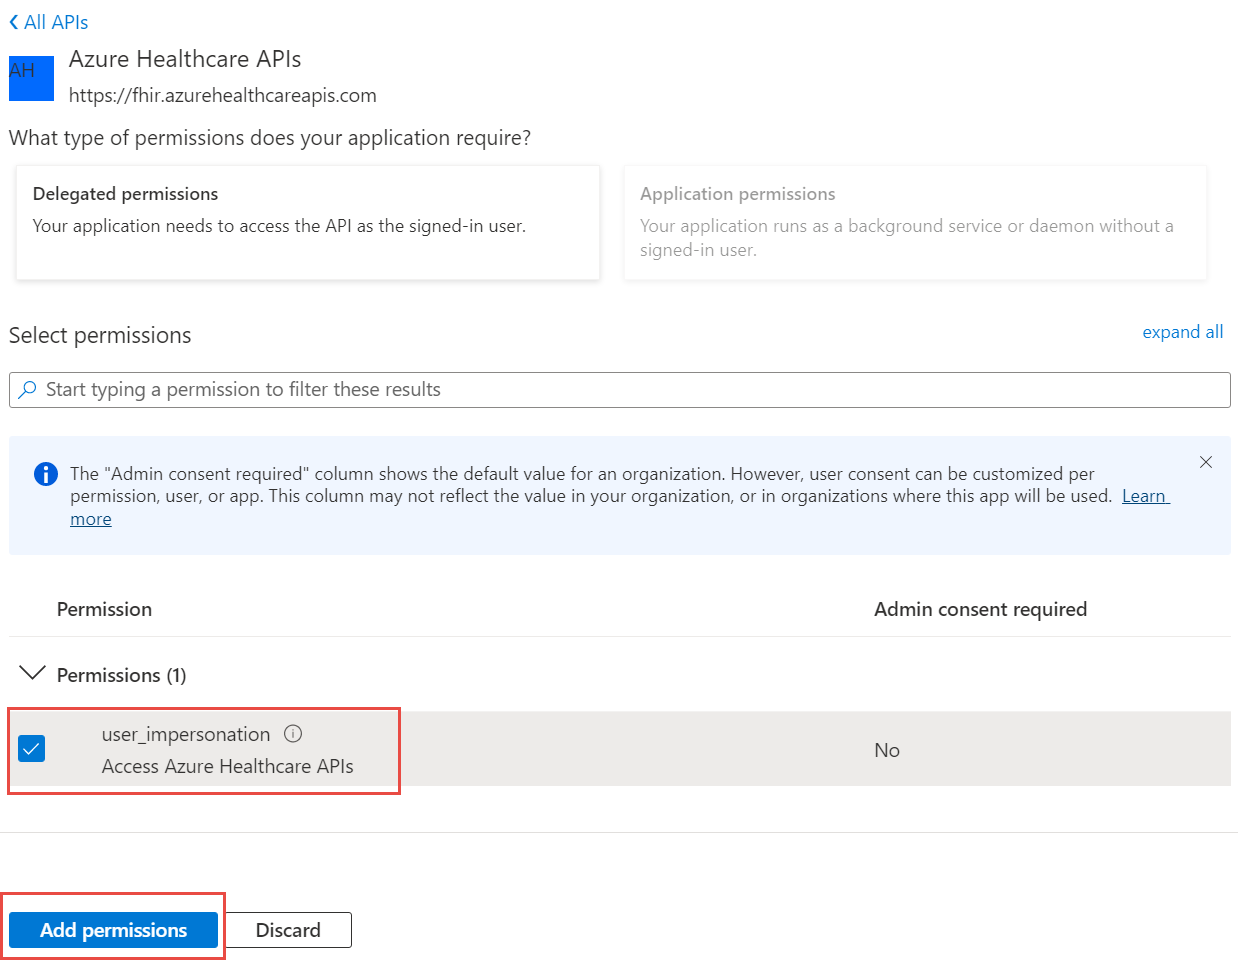 All APIs
AH
Azure Healthcare APIs
https://fhir.azurehealthcareapis.com
What type of permissions does your application require?
Delegated permissions
Your application needs to access the API as the signed-in user.
Application permissions
Your application runs as a background service or daemon without a
signed-in user.
Select permissions
expand all
Start typing a permission to filter these results
The "Admin consent required" column shows the default value for an organization. However, user consent can be customized per
permission, user, or app. This column may not reflect the value in your organization, or in organizations where this app will be used. Learn
more
Permission
Admin consent required
Permissions (1)
user_impersonation
Access Azure Healthcare APIs
No
Add permissions
Discard